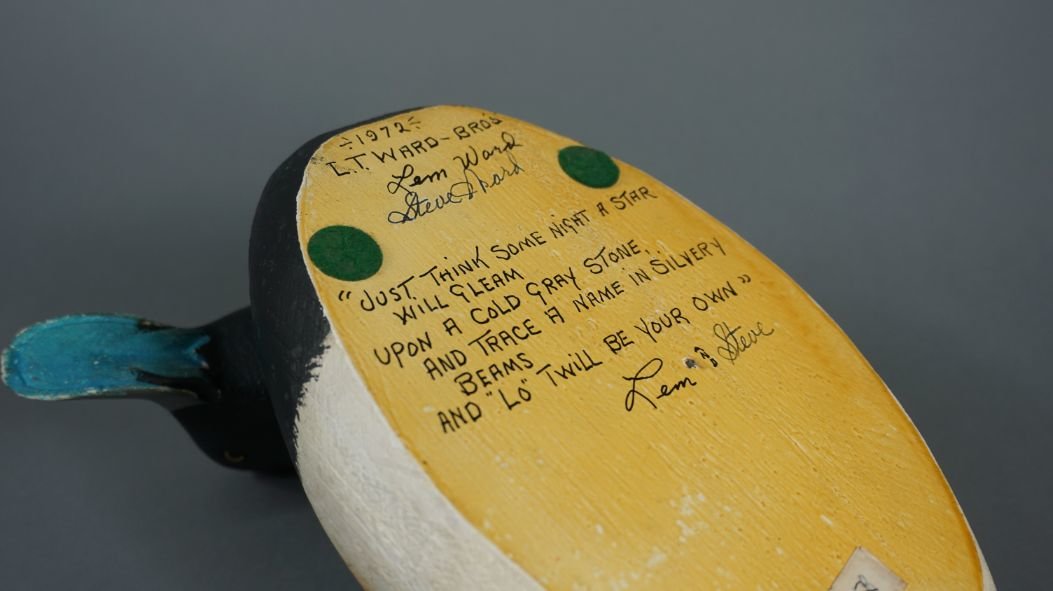 ÷1972÷
L.T. WARD-BRO'S
Lem Ward
Steve Ward
"JUST THINK SOME NIGHT A STAR
WILL GLEAM
UPON A COLD GRAY STONE,
AND TRACE A NAME IN SILVERY
BEAMS
AND "LO" TWILL BE YOUR OWN"
Lem & Steve